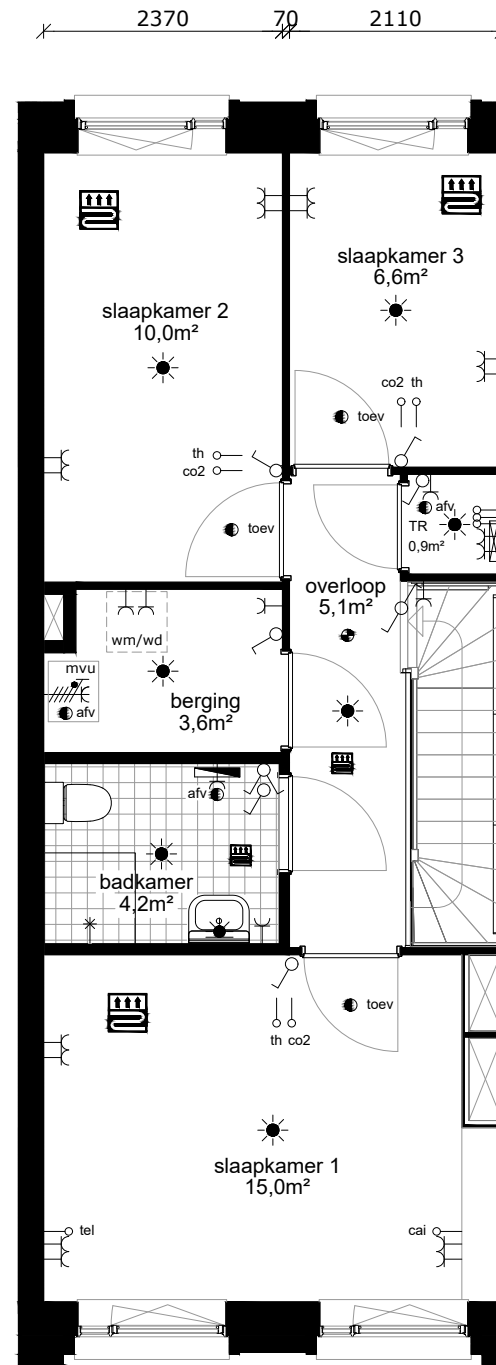 2370 70 2110
slaapkamer 3
6,6m²
slaapkamer 2
10,0m²
co2 th
toev
th
co2
toev
afv
TR
0,9m²
overloop
5,1m²
wm/wd
mvu
afv
berging
3,6m²
afv
badkamer
4,2m²
toev
th co2
slaapkamer 1
15,0m²
tel
cai